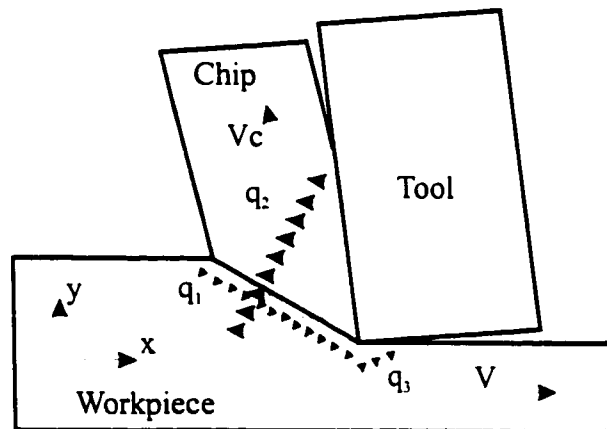 Chip
Vc
q₂
Tool
q₁
y
x
q₃
V
Workpiece